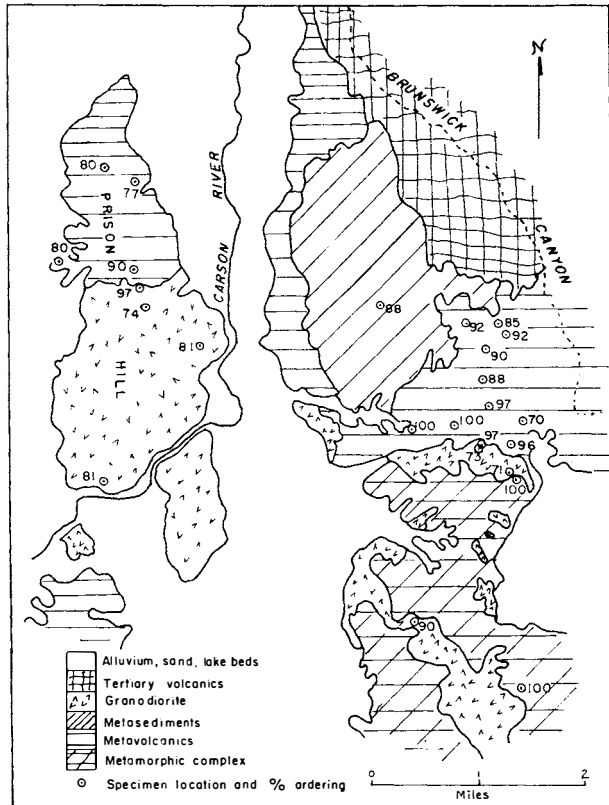 N
BRUNSWICK
CANYON
CARSON RIVER
PRISON
HILL
80
77
80
90
97
74
81
81
88
92
85
92
90
88
97
100
100
70
97
96
73
71
100
90
100
Alluvium, sand, lake beds
Tertiary volcanics
Granodiorite
Metasediments
Metavolcanics
Metamorphic complex
Specimen location and % ordering
0 1 2
Miles